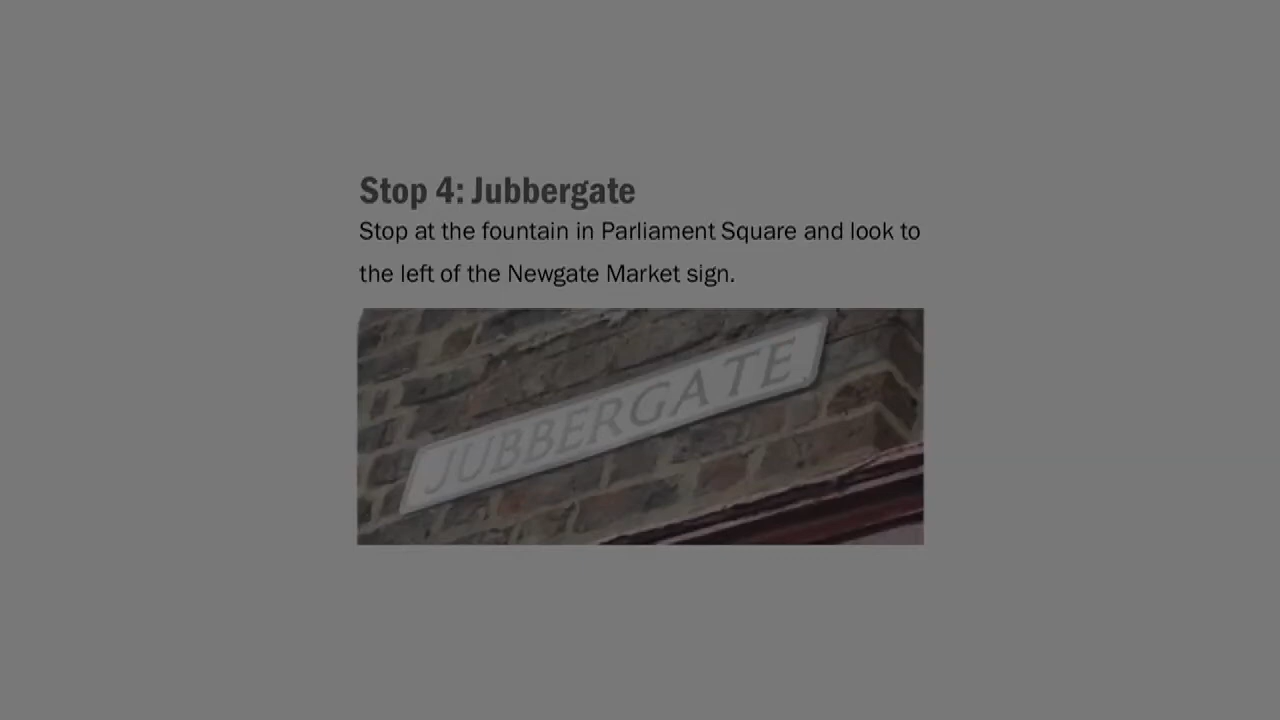 Stop 4: Jubbergate
Stop at the fountain in Parliament Square and look to
the left of the Newgate Market sign.
JUBBERGATE